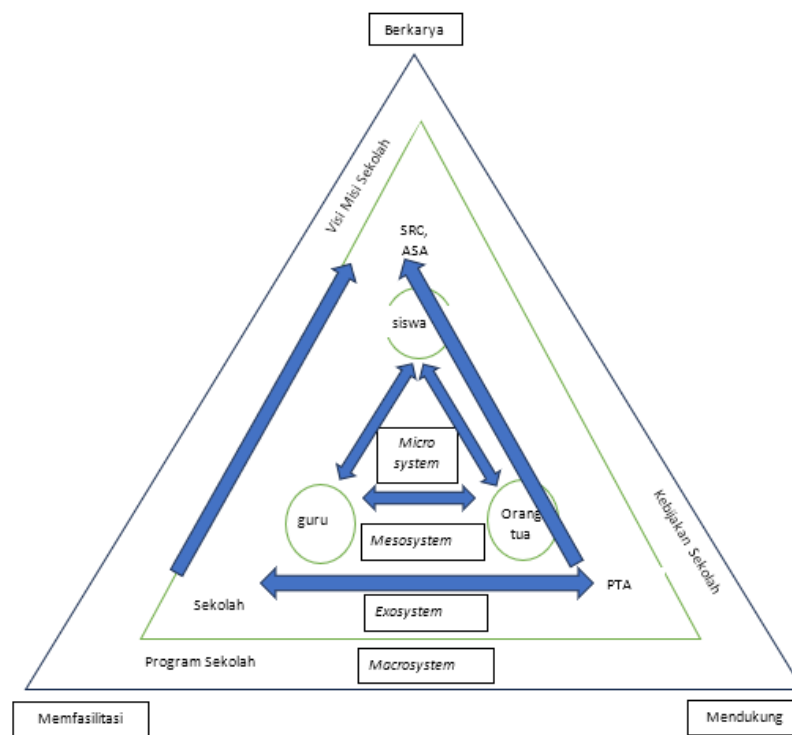 Berkarya
Visi Misi Sekolah
SRC,
ASA
siswa
Micro
system
guru
Orang
tua
Mesosystem
Kebijakan Sekolah
Sekolah
PTA
Exosystem
Program Sekolah
Macrosystem
Memfasilitasi
Mendukung